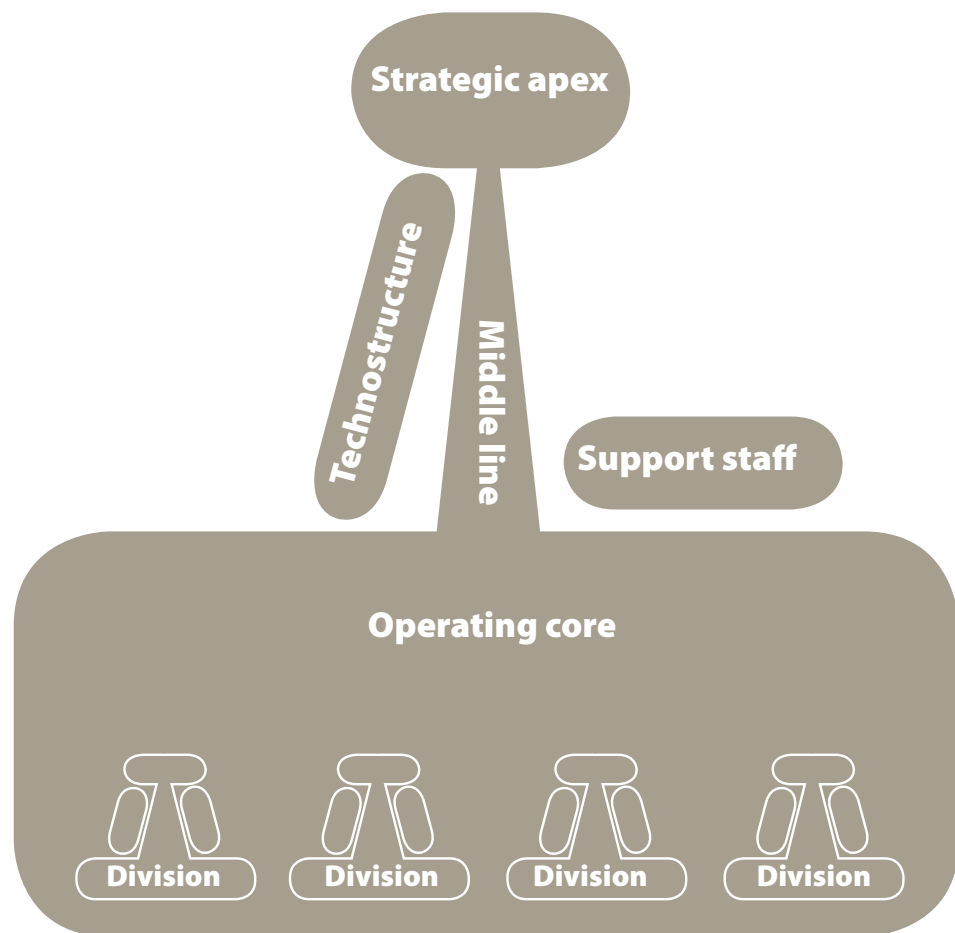 Strategic apex
Technostructure
Middle line
Support staff
Operating core
Division
Division
Division
Division